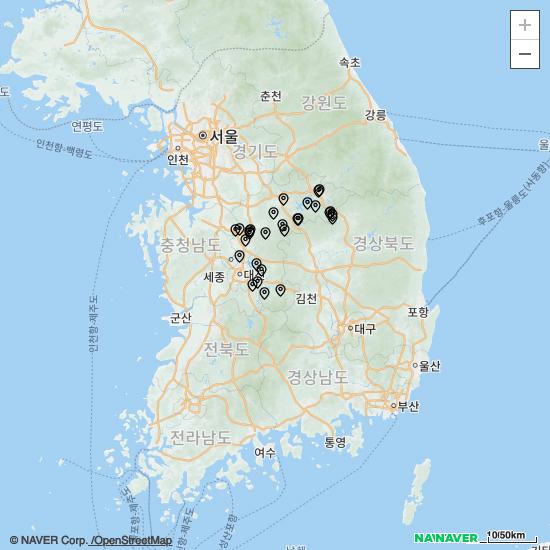 +
−
속초
춘천
강원도
강릉
연평도
서울
인천항-백령도
인천
경기도
울
후포항-울릉도(사동항)
충청남도
경상북도
세종
대전
김천
인천항-제주도
군산
포항
대구
전북도
울산
경상남도
부산
전라남도
여수
통영
© NAVER Corp. /OpenStreetMap
NAVER
10/50km